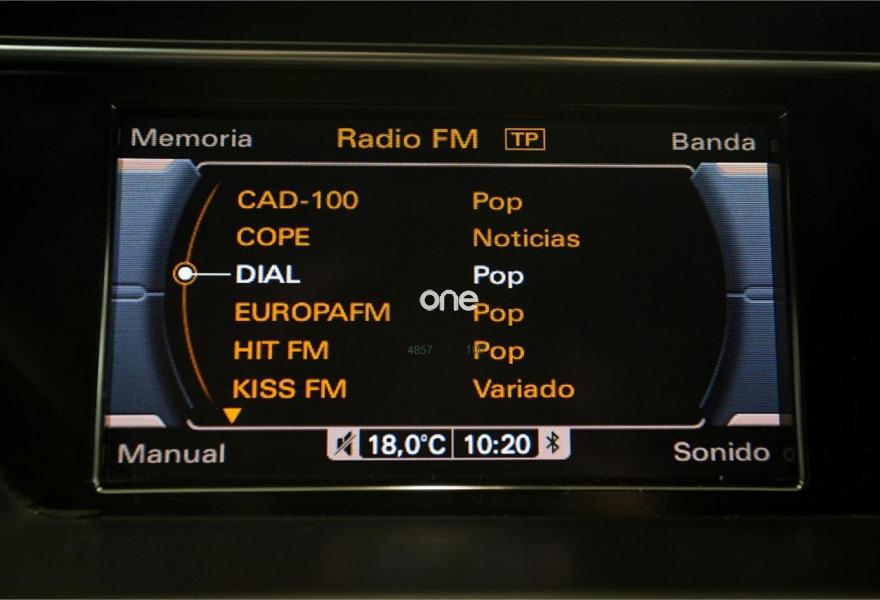 Memoria Radio FM TP Banda
CAD-100 Pop
COPE Noticias
DIAL Pop
one
EUROPAFM Pop
HIT FM 4857 Pop
KISS FM Variado
Manual 18,0°C 10:20 Sonido